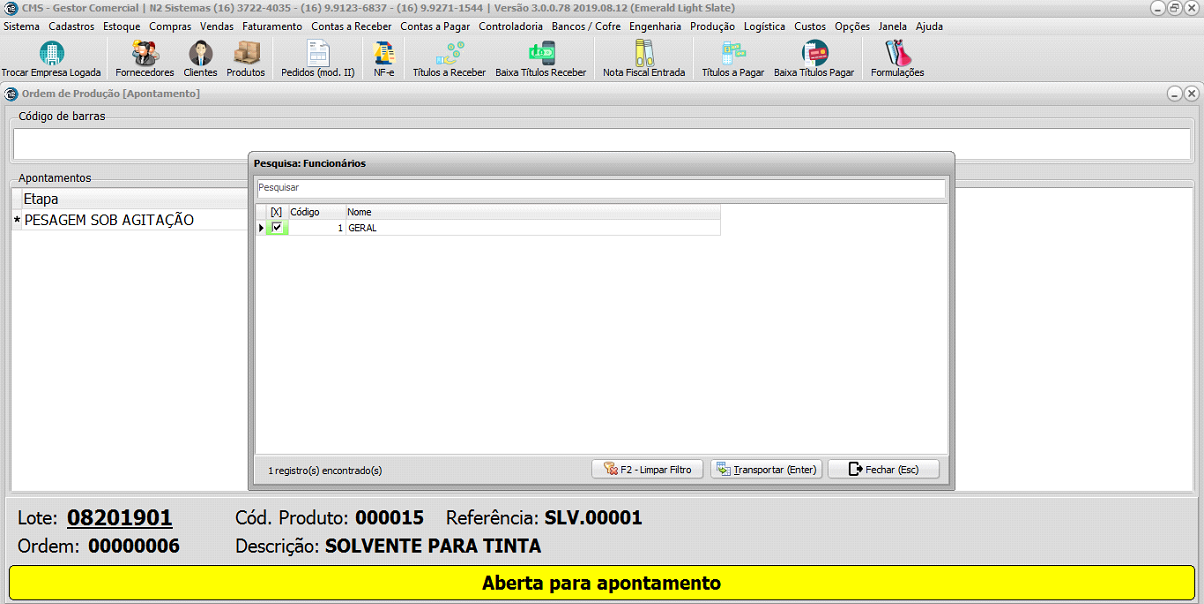 CMS - Gestor Comercial | N2 Sistemas (16) 3722-4035 - (16) 9.9123-6837 - (16) 9.9271-1544 | Versão 3.0.0.78 2019.08.12 (Emerald Light Slate)
Sistema Cadastros Estoque Compras Vendas Faturamento Contas a Receber Contas a Pagar Controladoria Bancos / Cofre Engenharia Produção Logística Custos Opções Janela Ajuda
Trocar Empresa Logada Fornecedores Clientes Produtos Pedidos (mod. II) NF-e Títulos a Receber Baixa Títulos Receber Nota Fiscal Entrada Títulos a Pagar Baixa Títulos Pagar Formulações
Ordem de Produção [Apontamento]
Código de barras
Pesquisa: Funcionários
Apontamentos
Pesquisar
Etapa
[X] Código Nome
* PESAGEM SOB AGITAÇÃO
1 GERAL
1 registro(s) encontrado(s) F2 - Limpar Filtro Transportar (Enter) Fechar (Esc)
Lote: 08201901 Cód. Produto: 000015 Referência: SLV.00001
Ordem: 00000006 Descrição: SOLVENTE PARA TINTA
Aberta para apontamento